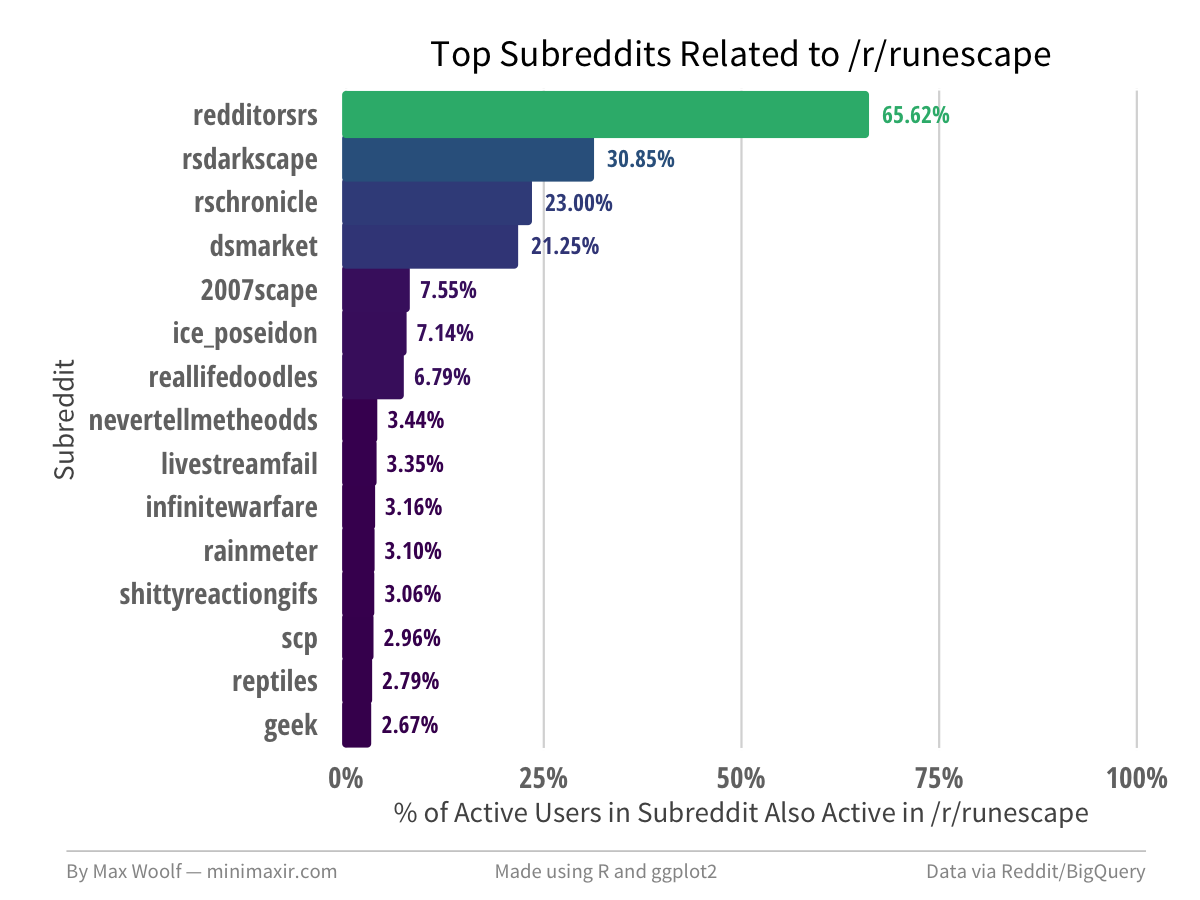 Top Subreddits Related to /r/runescape
redditorsrs 65.62%
rsdarkscape 30.85%
rschronicle 23.00%
dsmarket 21.25%
2007scape 7.55%
ice_poseidon 7.14%
reallifedoodles 6.79%
nevertellmetheodds 3.44%
livestreamfail 3.35%
infinitewarfare 3.16%
rainmeter 3.10%
shittyreactiongifs 3.06%
scp 2.96%
reptiles 2.79%
geek 2.67%
Subreddit
0% 25% 50% 75% 100%
% of Active Users in Subreddit Also Active in /r/runescape
By Max Woolf — minimaxir.com Made using R and ggplot2 Data via Reddit/BigQuery